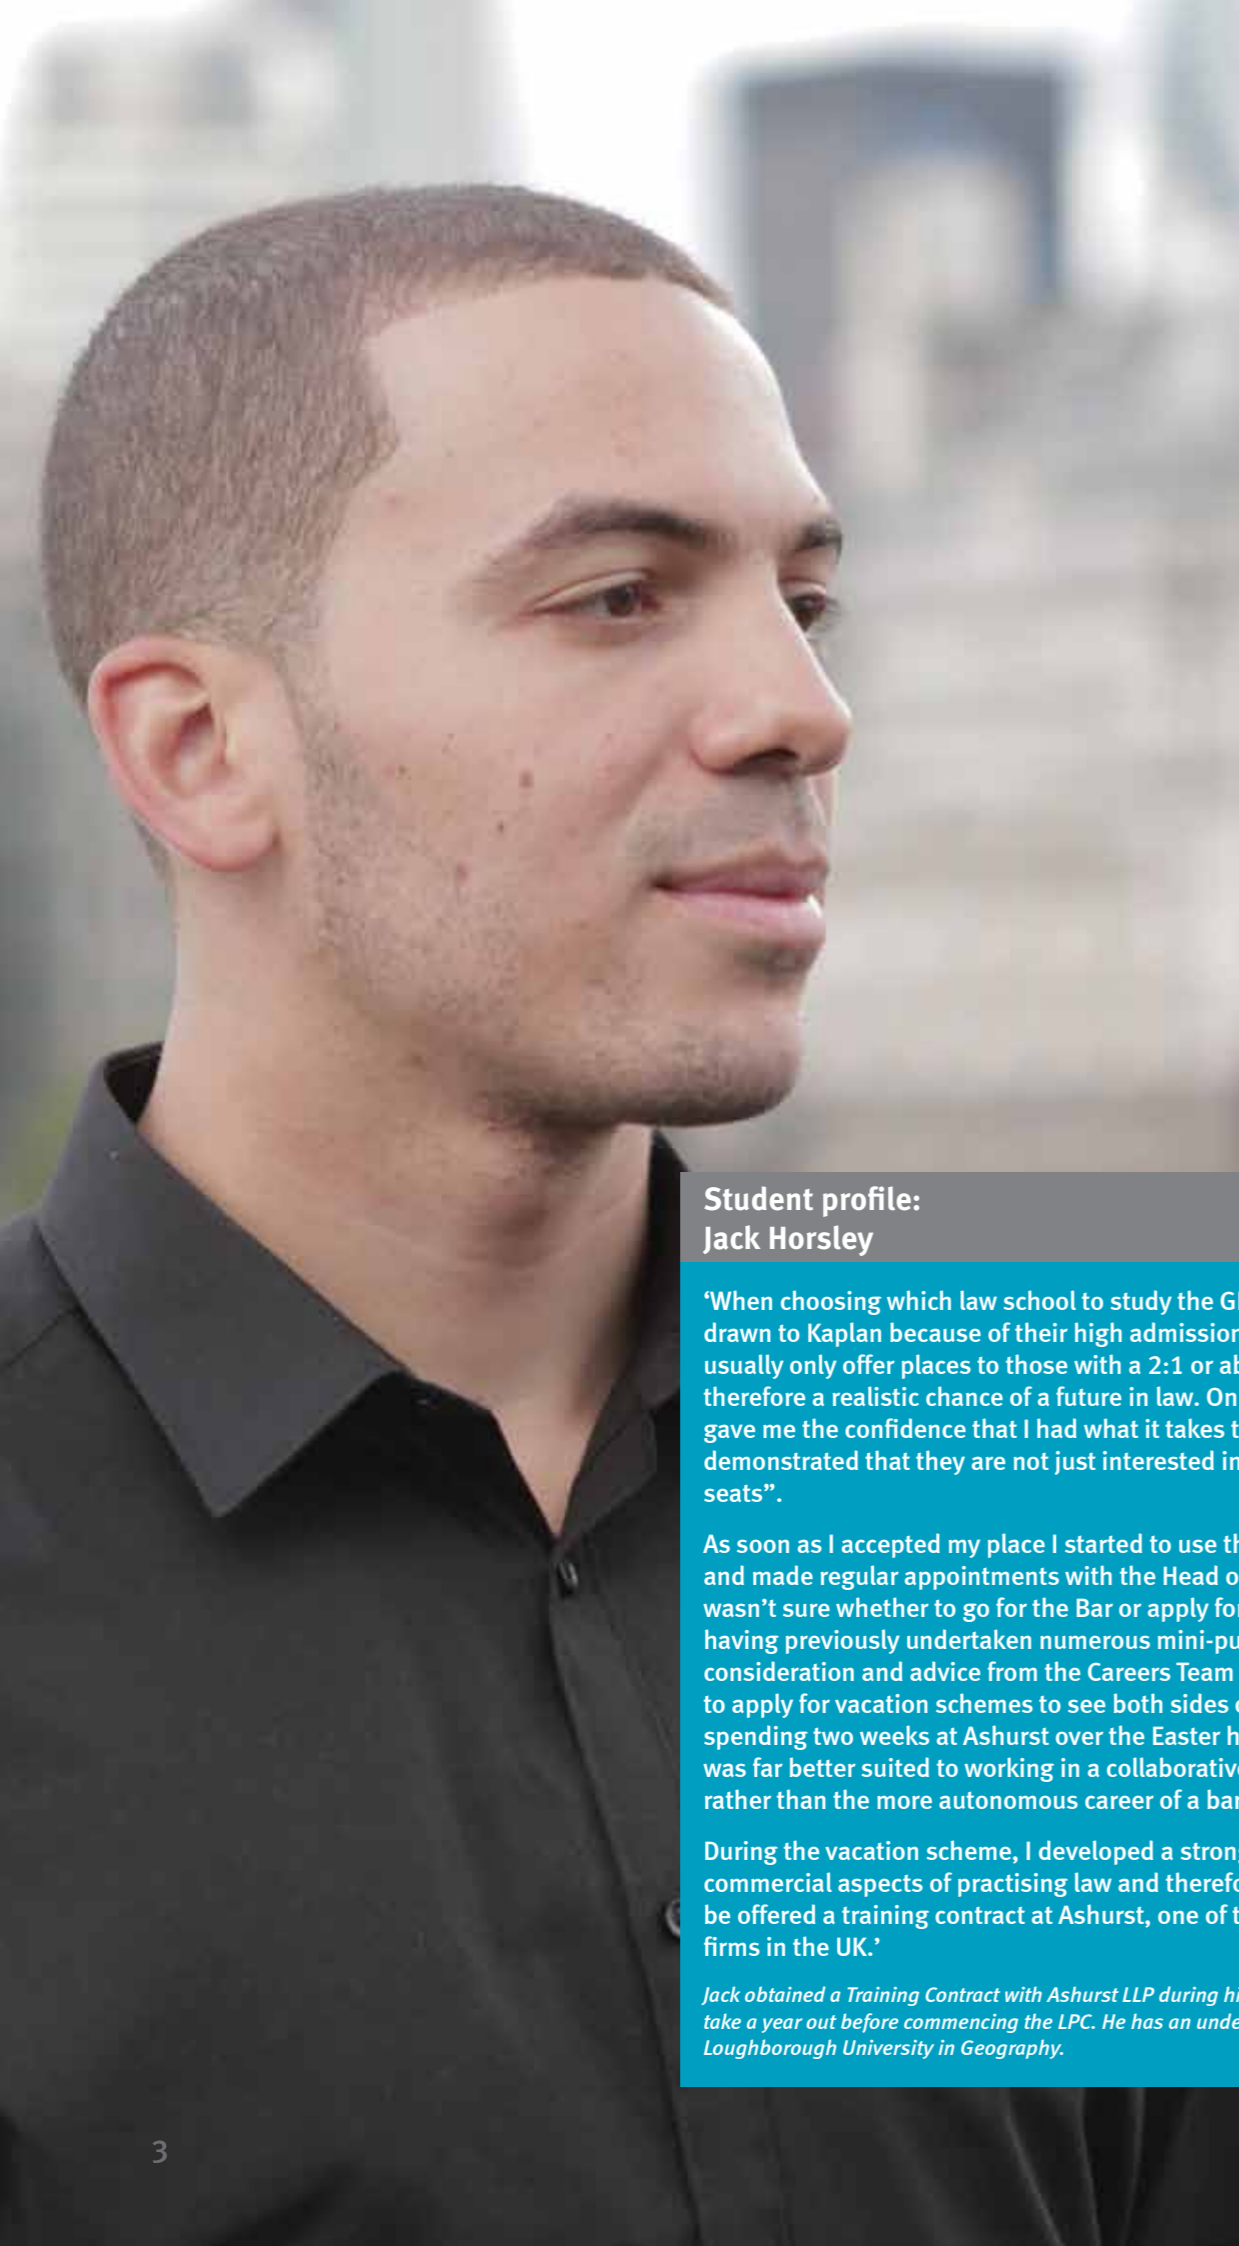 Student profile:
Jack Horsley
‘When choosing which law school to study the
drawn to Kaplan because of their high admission
usually only offer places to those with a 2:1 or
therefore a realistic chance of a future in law. On
gave me the confidence that I had what it takes
demonstrated that they are not just interested in
seats”.
As soon as I accepted my place I started to use
and made regular appointments with the Head
wasn’t sure whether to go for the Bar or apply for
having previously undertaken numerous
consideration and advice from the Careers Team
to apply for vacation schemes to see both sides
spending two weeks at Ashurst over the Easter
was far better suited to working in a collaborative
rather than the more autonomous career of a
During the vacation scheme, I developed a
commercial aspects of practising law and
be offered a training contract at Ashurst, one of
firms in the UK.’
Jack obtained a Training Contract with Ashurst LLP during
take a year out before commencing the LPC. He has an
Loughborough University in Geography.
3